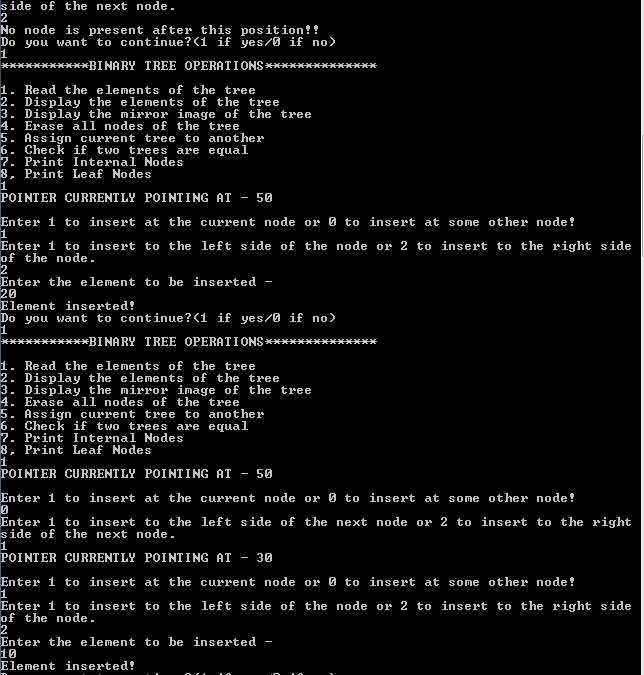 side of the next node.
2
No node is present after this position!!
Do you want to continue?(1 if yes/0 if no)
1
***********BINARY TREE OPERATIONS**************
1. Read the elements of the tree
2. Display the elements of the tree
3. Display the mirror image of the tree
4. Erase all nodes of the tree
5. Assign current tree to another
6. Check if two trees are equal
7. Print Internal Nodes
8, Print Leaf Nodes
1
POINTER CURRENTLY POINTING AT - 50
Enter 1 to insert at the current node or 0 to insert at some other node!
1
Enter 1 to insert to the left side of the node or 2 to insert to the right side
of the node.
2
Enter the element to be inserted -
20
Element inserted!
Do you want to continue?(1 if yes/0 if no)
1
***********BINARY TREE OPERATIONS**************
1. Read the elements of the tree
2. Display the elements of the tree
3. Display the mirror image of the tree
4. Erase all nodes of the tree
5. Assign current tree to another
6. Check if two trees are equal
7. Print Internal Nodes
8, Print Leaf Nodes
1
POINTER CURRENTLY POINTING AT - 50
Enter 1 to insert at the current node or 0 to insert at some other node!
0
Enter 1 to insert to the left side of the next node or 2 to insert to the right
side of the next node.
1
POINTER CURRENTLY POINTING AT - 30
Enter 1 to insert at the current node or 0 to insert at some other node!
1
Enter 1 to insert to the left side of the node or 2 to insert to the right side
of the node.
2
Enter the element to be inserted -
10
Element inserted!